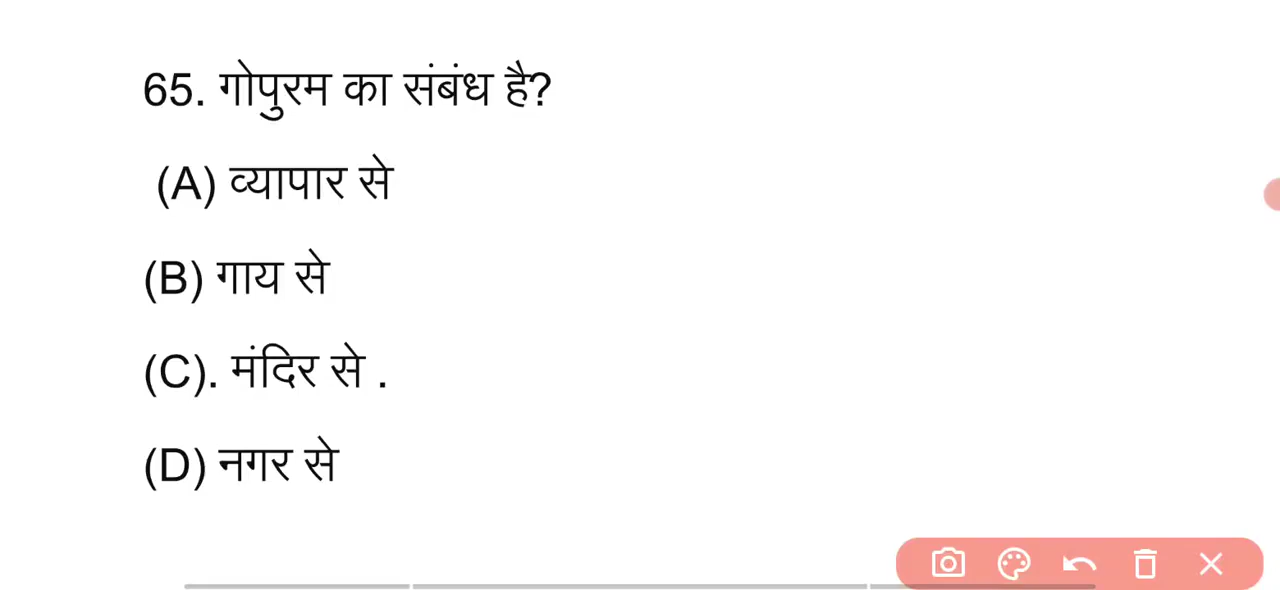 65. गोपुरम का संबंध है?
(A) व्यापार से
(B) गाय से
(C). मंदिर से .
(D) नगर से